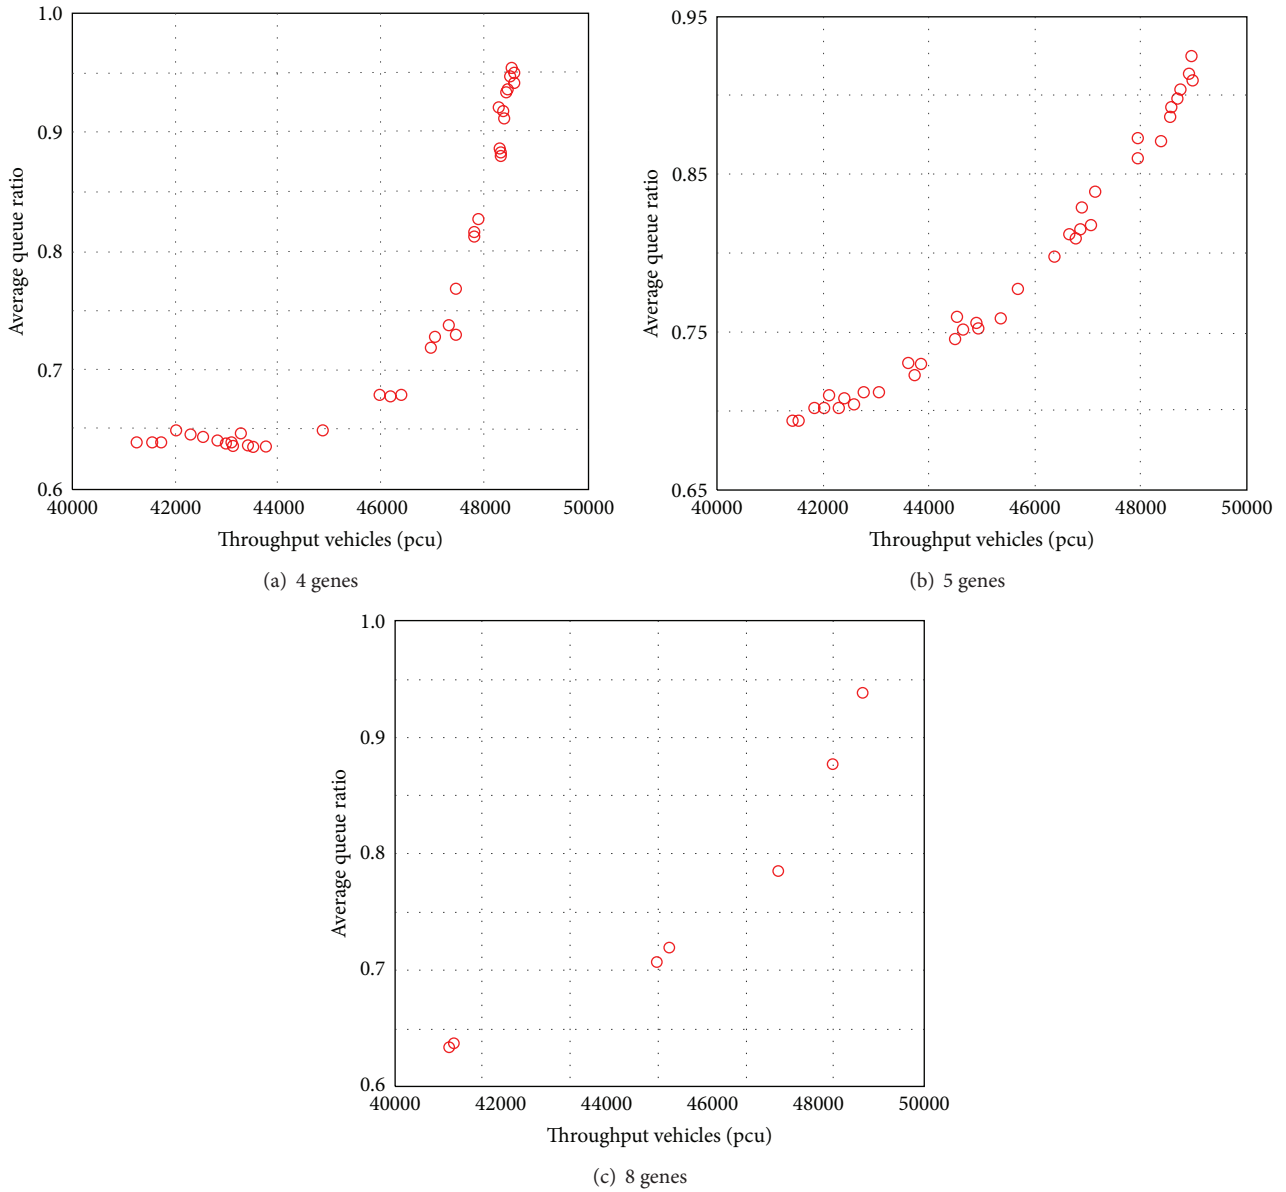 1.0
0.9
0.8
0.7
0.6
Average queue ratio
40000 42000 44000 46000 48000 50000
Throughput vehicles (pcu)
(a) 4 genes
0.95
0.85
0.75
0.65
Average queue ratio
40000 42000 44000 46000 48000 50000
Throughput vehicles (pcu)
(b) 5 genes
1.0
0.9
0.8
0.7
0.6
Average queue ratio
40000 42000 44000 46000 48000 50000
Throughput vehicles (pcu)
(c) 8 genes